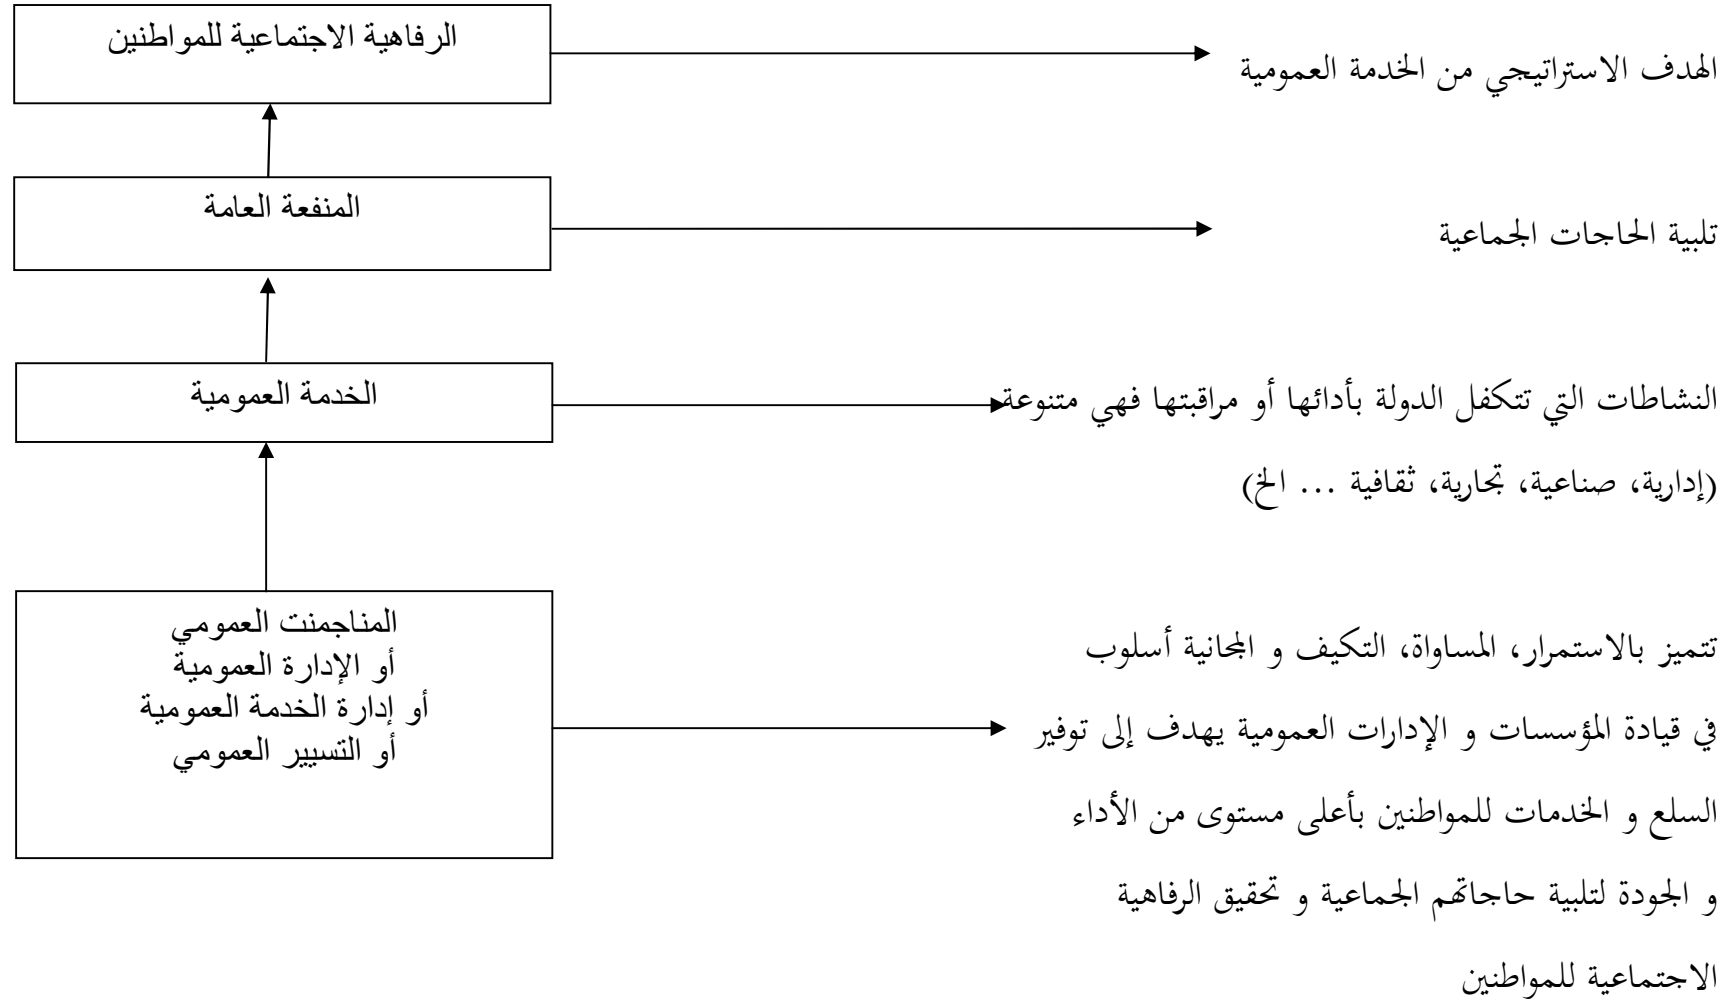 الرفاهية الاجتماعية للمواطنين
الهدف الاستراتيجي من الخدمة العمومية
المنفعة العامة
تلبية الحاجات الجماعية
الخدمة العمومية
النشاطات التي تتكفل الدولة بأدائها أو مراقبتها فهي متنوعة
(إدارية، صناعية، تجارية، ثقافية ... الخ)
المناجمنت العمومي
أو الإدارة العمومية
أو إدارة الخدمة العمومية
أو التسيير العمومي
تتميز بالاستمرار، المساواة، التكيف و المجانية أسلوب
في قيادة المؤسسات و الإدارات العمومية يهدف إلى توفير
السلع و الخدمات للمواطنين بأعلى مستوى من الأداء
و الجودة لتلبية حاجاتهم الجماعية و تحقيق الرفاهية
الاجتماعية للمواطنين